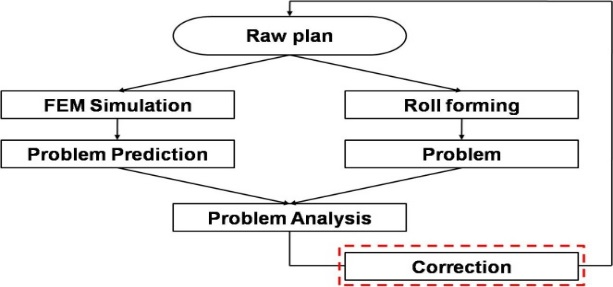 Raw plan
FEM Simulation
Roll forming
Problem Prediction
Problem
Problem Analysis
Correction